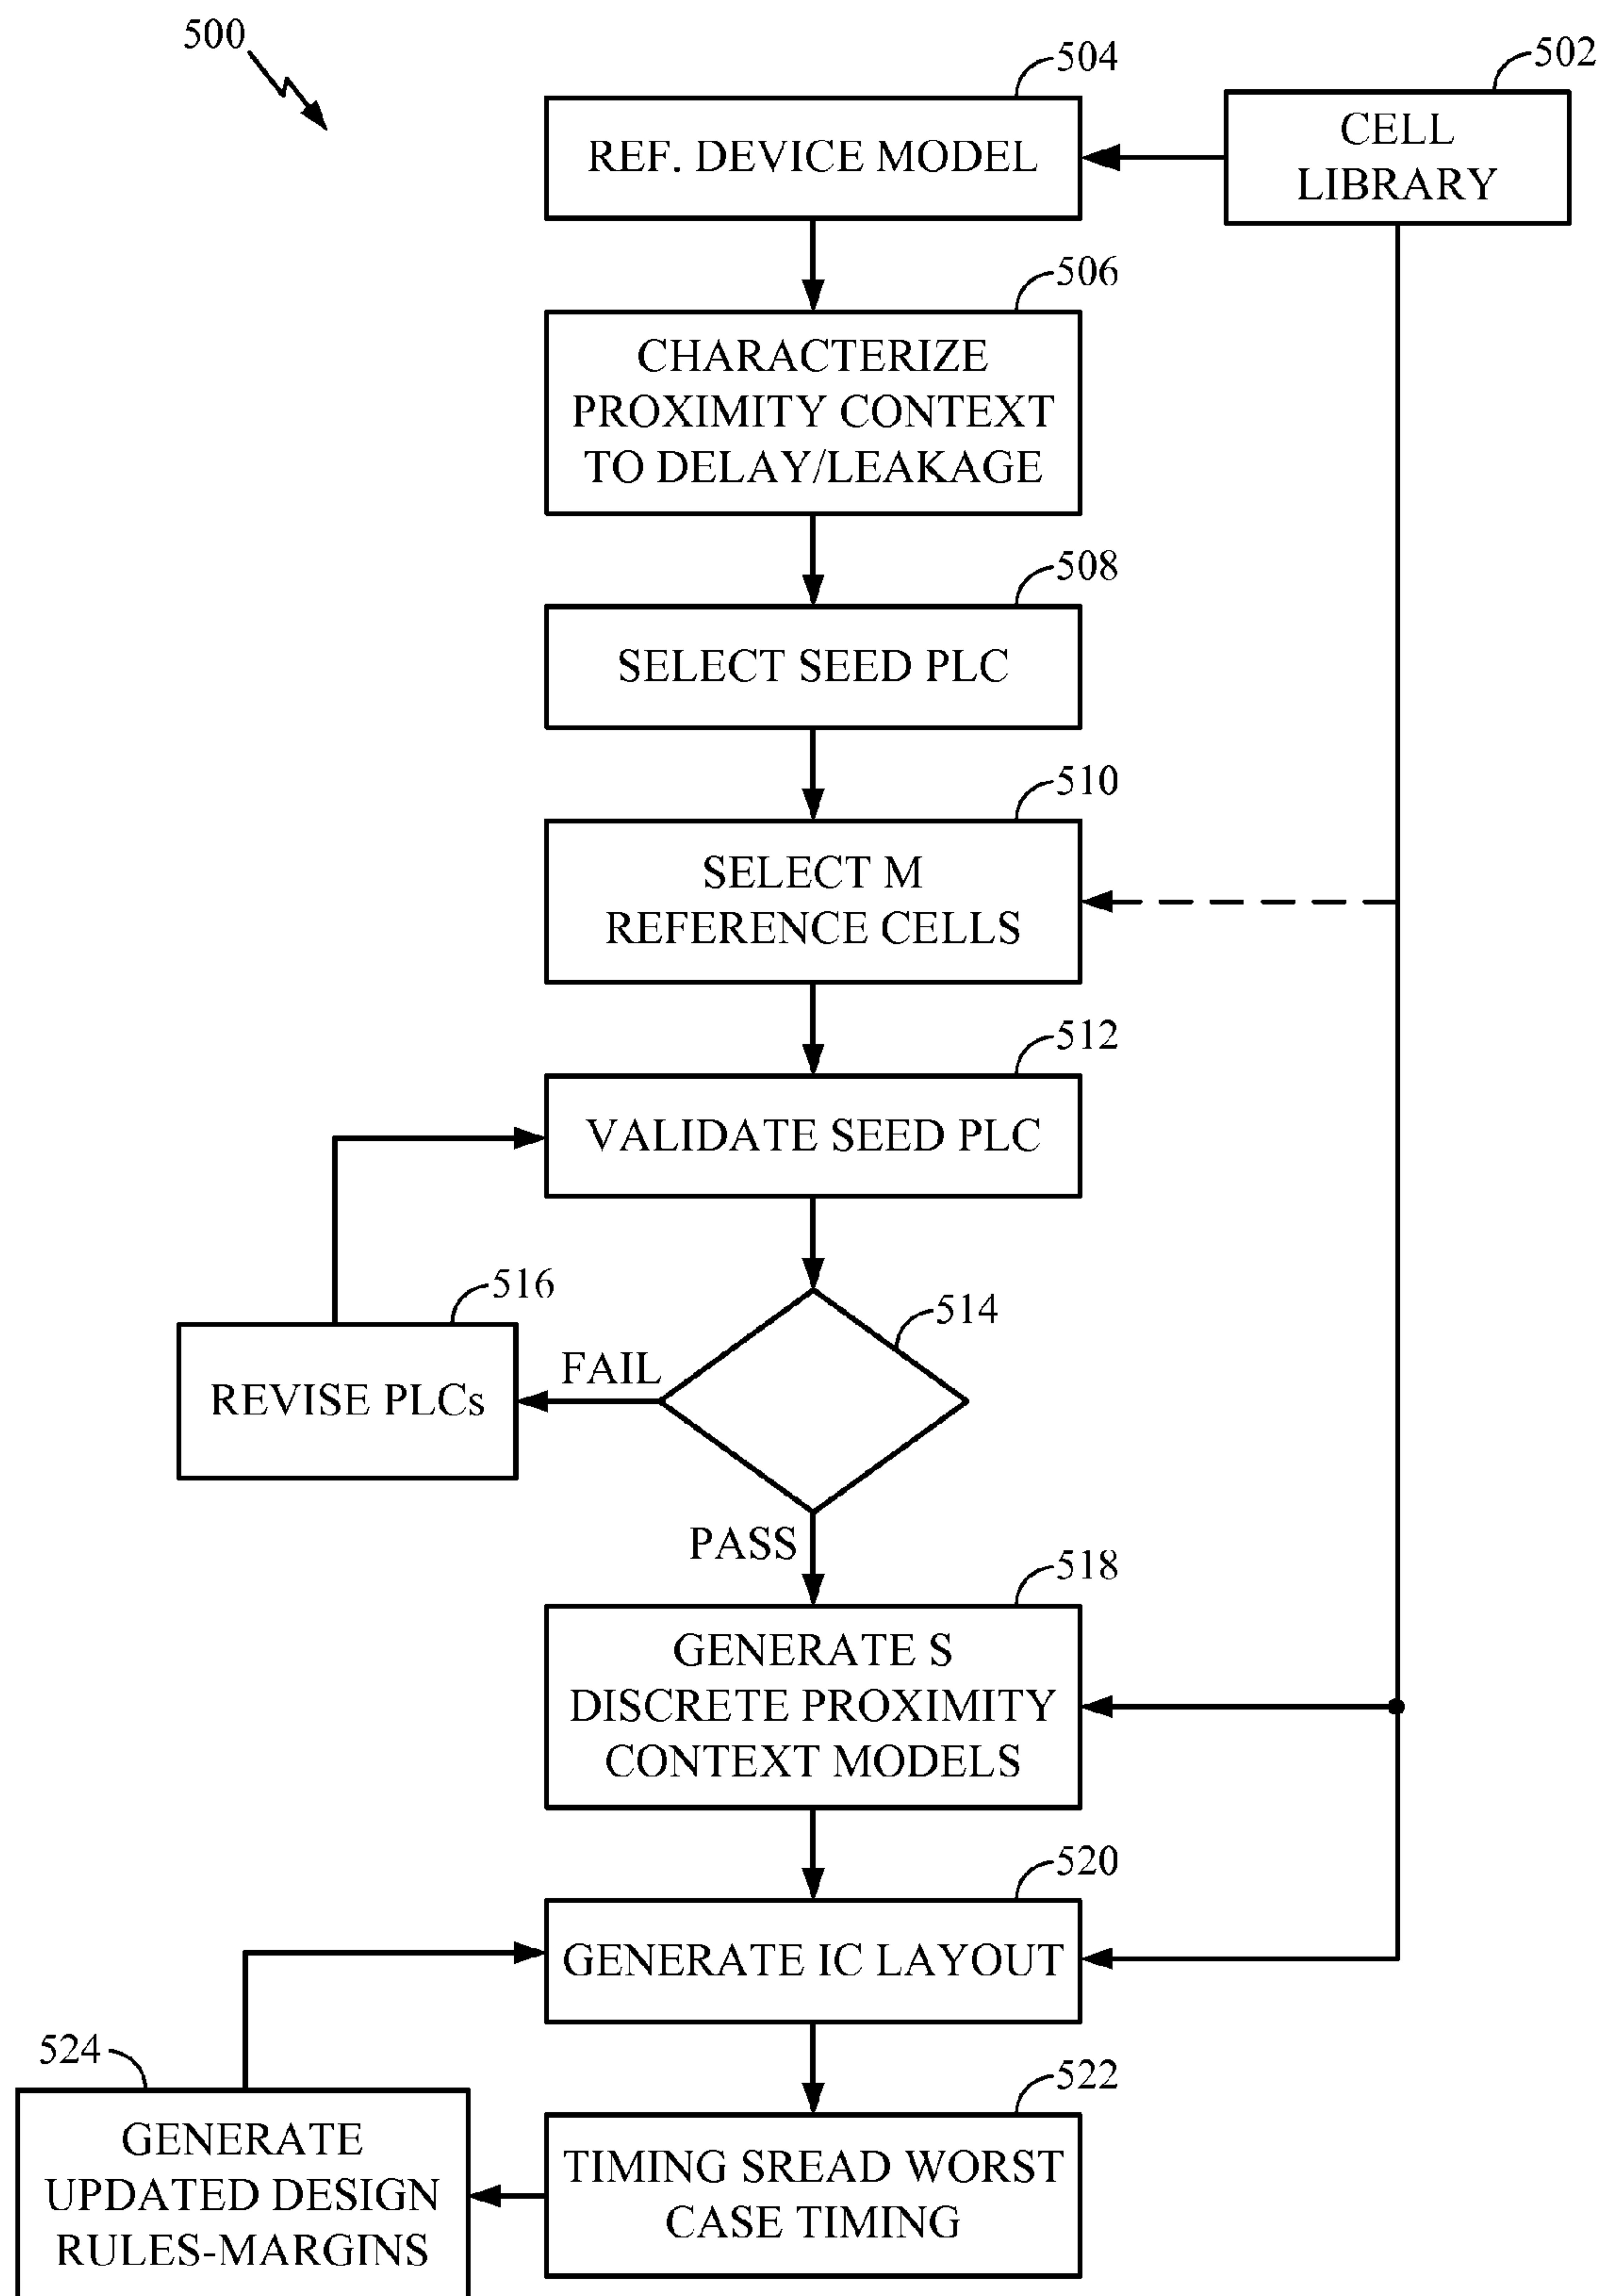 500
504
502
REF. DEVICE MODEL
CELL
LIBRARY
506
CHARACTERIZE
PROXIMITY CONTEXT
TO DELAY/LEAKAGE
508
SELECT SEED PLC
510
SELECT M
REFERENCE CELLS
512
VALIDATE SEED PLC
516
514
REVISE PLCs
FAIL
PASS
518
GENERATE S
DISCRETE PROXIMITY
CONTEXT MODELS
520
GENERATE IC LAYOUT
524
GENERATE
UPDATED DESIGN
RULES-MARGINS
522
TIMING SREAD WORST
CASE TIMING